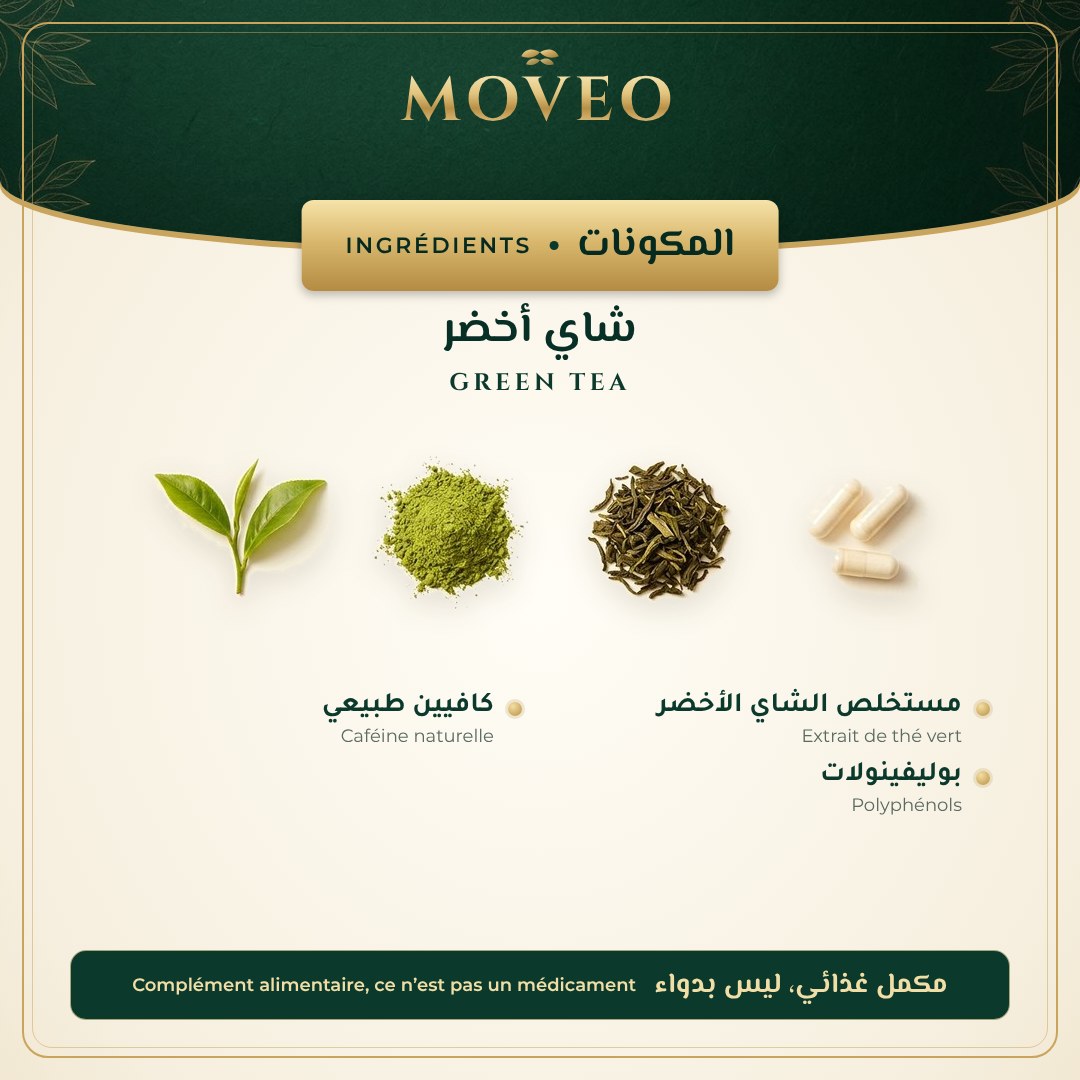 MOVEO
المكونات • INGRÉDIENTS
شاي أخضر
GREEN TEA
مستخلص الشاي الأخضر
Extrait de thé vert
كافيين طبيعي
Caféine naturelle
بوليفينولات
Polyphénols
مكمل غذائي، ليس بدواء Complément alimentaire, ce n’est pas un médicament